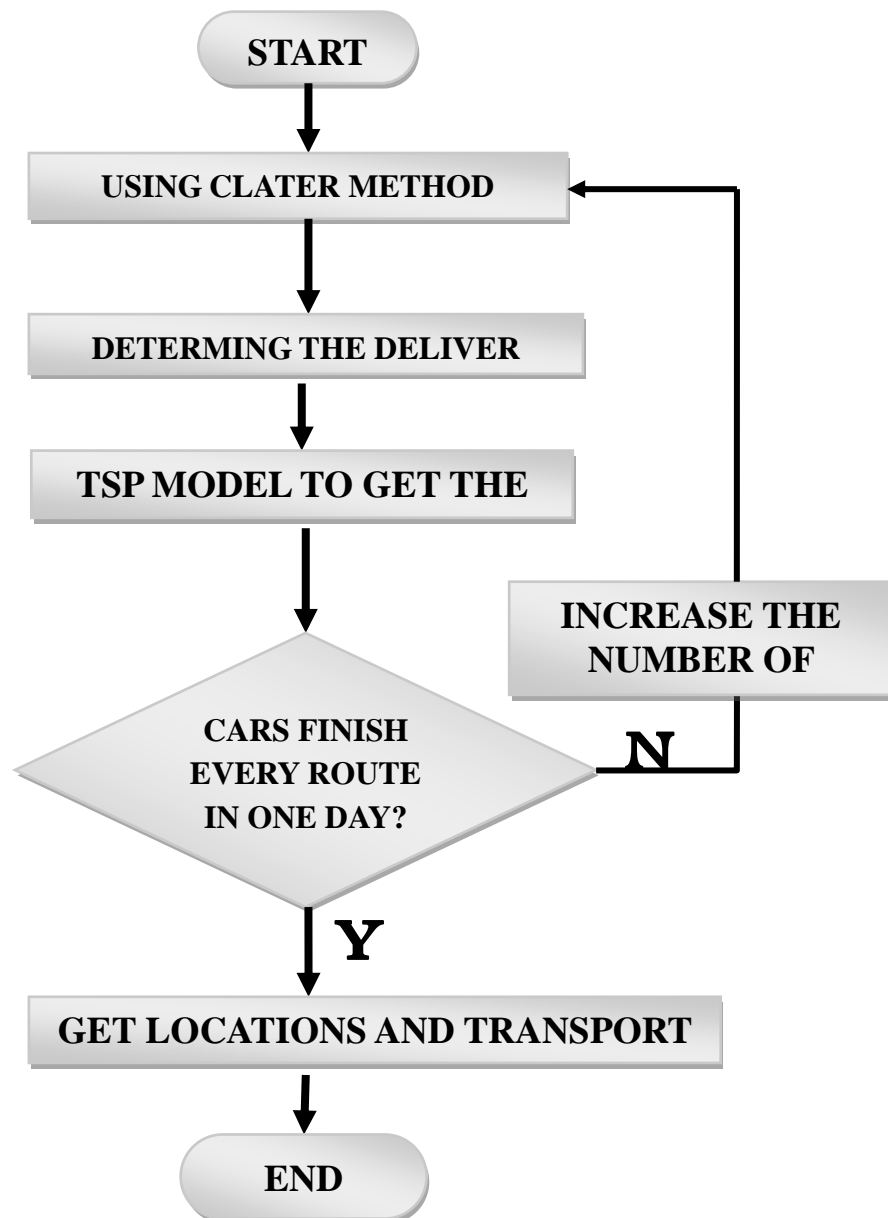 START
USING CLATER METHOD
DETERMING THE DELIVER
TSP MODEL TO GET THE
INCREASE THE
NUMBER OF
CARS FINISH
EVERY ROUTE
IN ONE DAY?
N
Y
GET LOCATIONS AND TRANSPORT
END